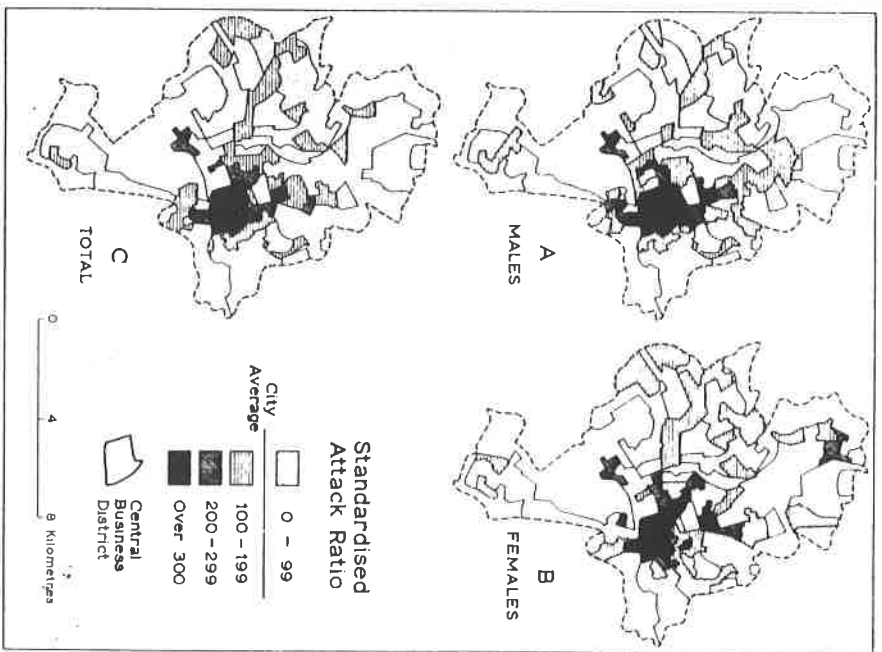 A
MALES
B
FEMALES
C
TOTAL
Standardised
Attack Ratio
0 – 99
City
Average
100 – 199
200 – 299
Over 300
Central
Business
District
0
4
8 Kilometres